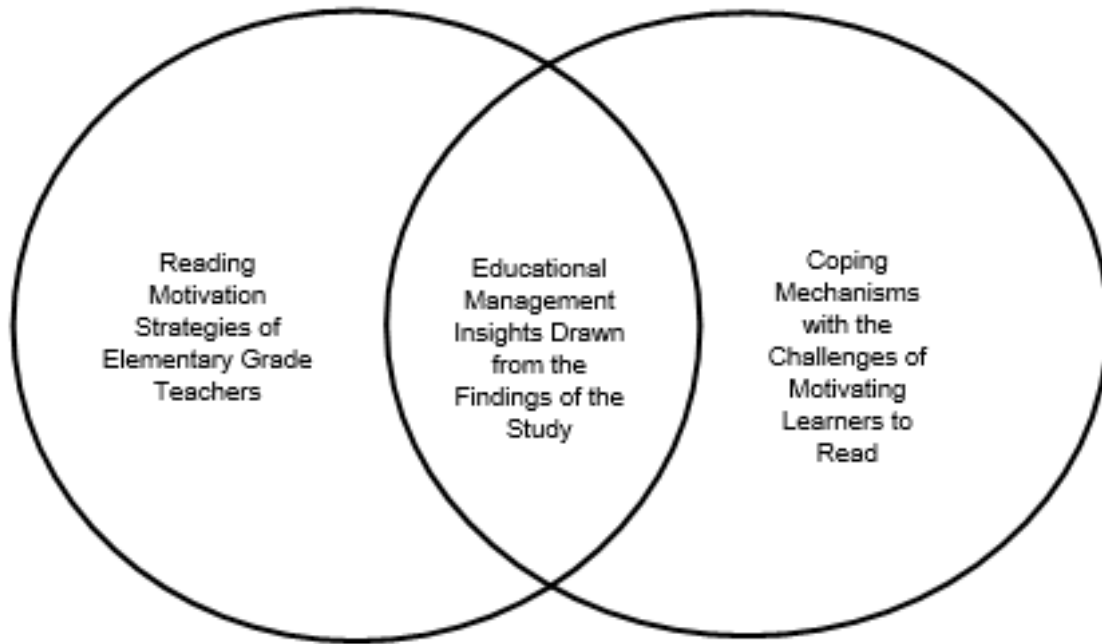 Reading
Motivation
Strategies of
Elementary Grade
Teachers
Educational
Management
Insights Drawn
from the
Findings of the
Study
Coping
Mechanisms
with the
Challenges of
Motivating
Learners to
Read